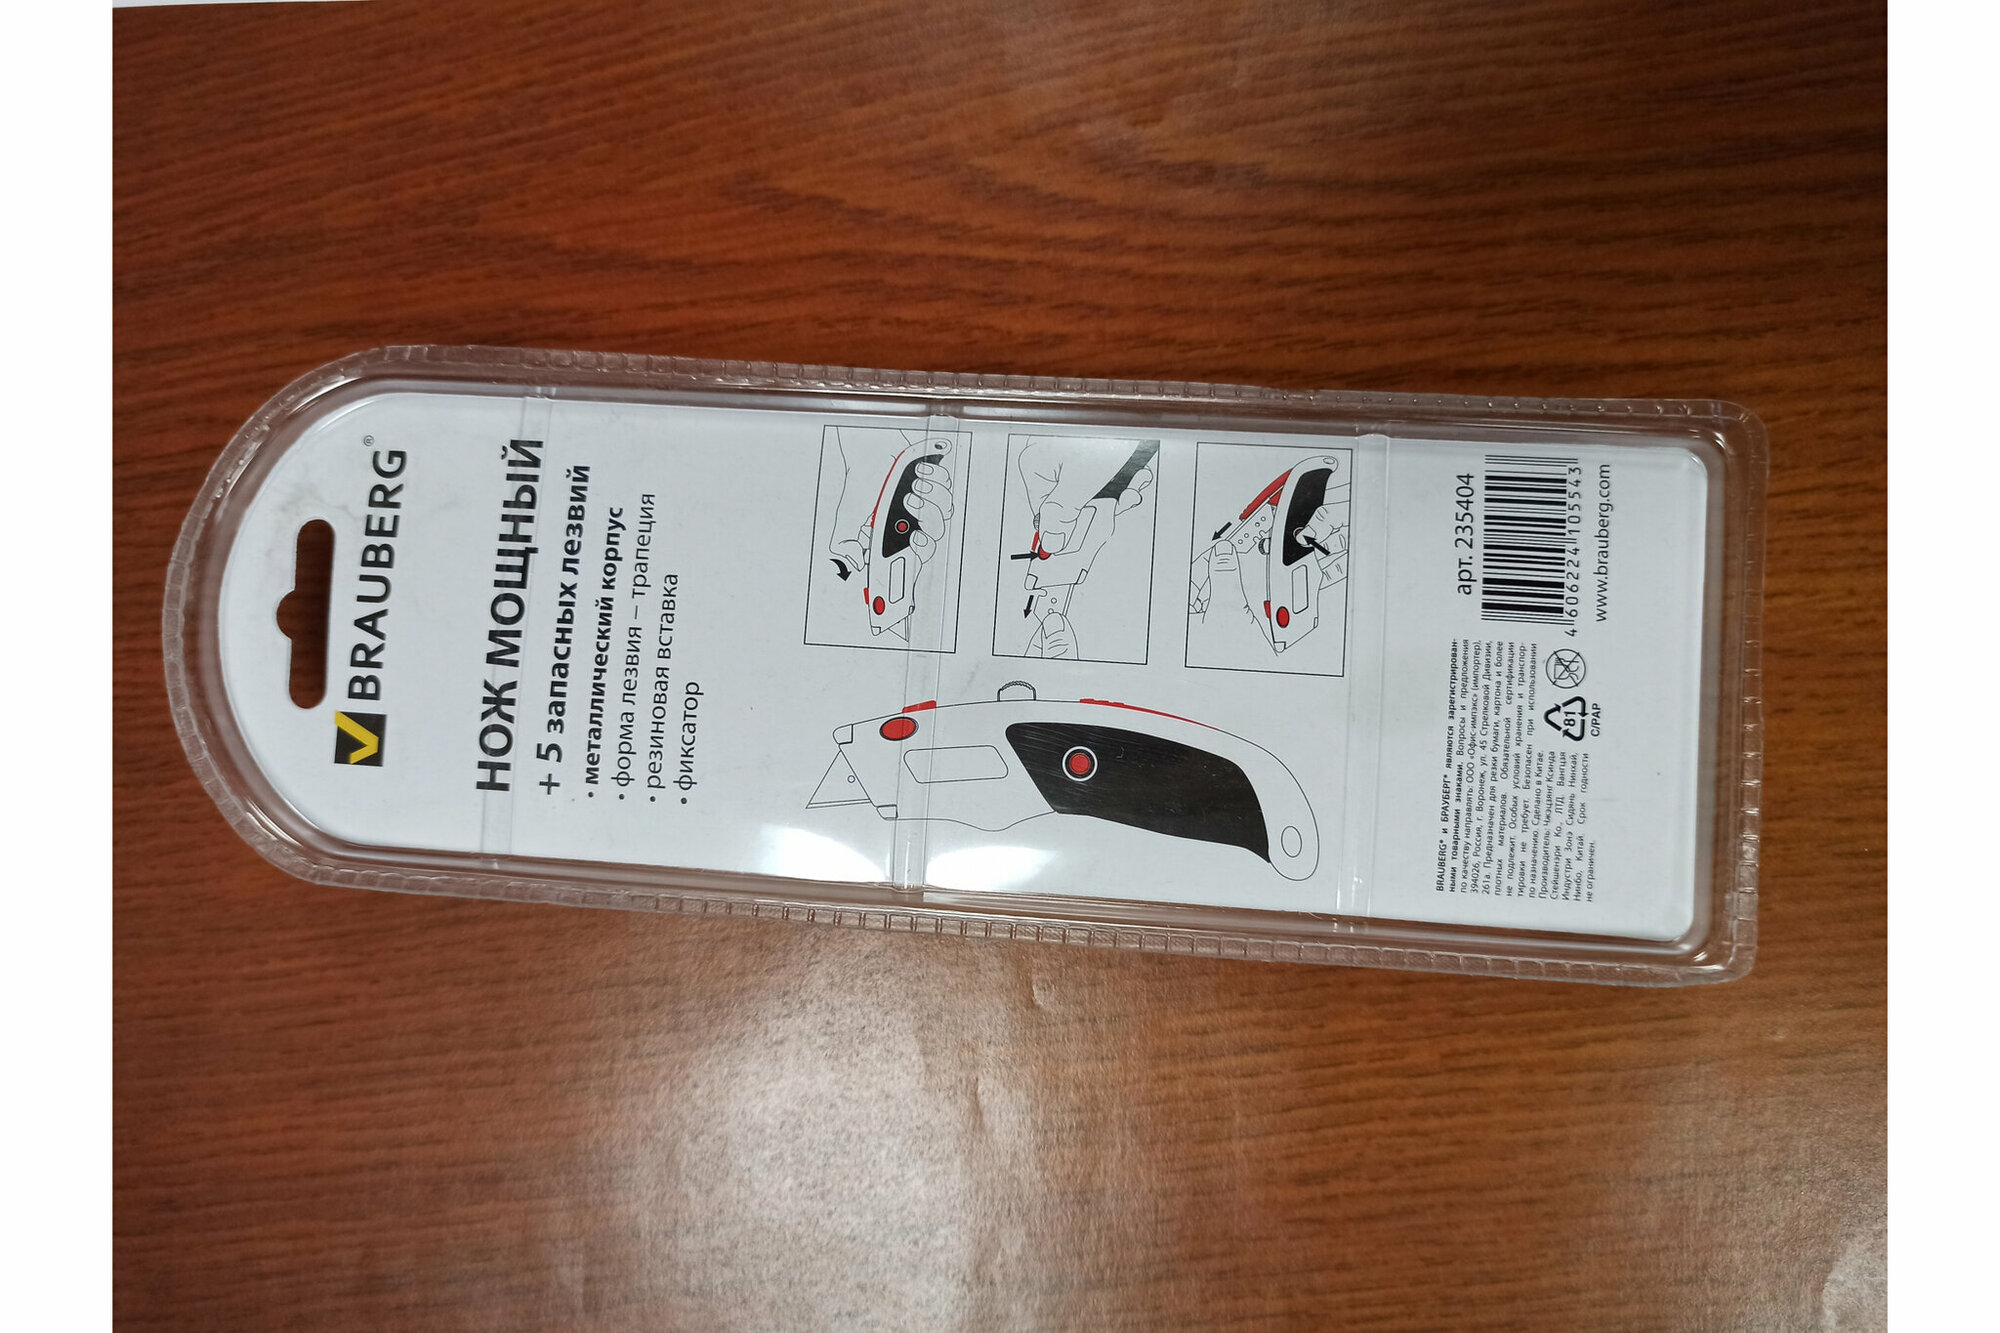 BRAUBERG®
НОЖ МОЩНЫЙ
+ 5 запасных лезвий
• металлический корпус
• форма лезвия – трапеция
• резиновая вставка
• фиксатор
BRAUBERG® и БРАУБЕРГ® являются зарегистрирован-
ными товарными знаками. Вопросы и предложения
по качеству направлять: ООО «Офис-импэкс» (импортер),
394026, Россия, г. Воронеж, ул. 45 Стрелковой Дивизии,
261а. Предназначен для резки бумаги, картона и более
плотных материалов. Обязательной сертификации
не подлежит. Особых условий хранения и транспор-
тировки не требует. Безопасен при использовании
по назначению. Сделано в Китае.
Производитель: Чжэцзянг Ксинда
Стейшенэри Ко., ЛТД. Вангцзя
Индустри Зонэ Сидянь Нинхай,
Нинбо, Китай. Срок годности
не ограничен.
81
C/PAP
арт. 235404
4 606224 105543
www.brauberg.com